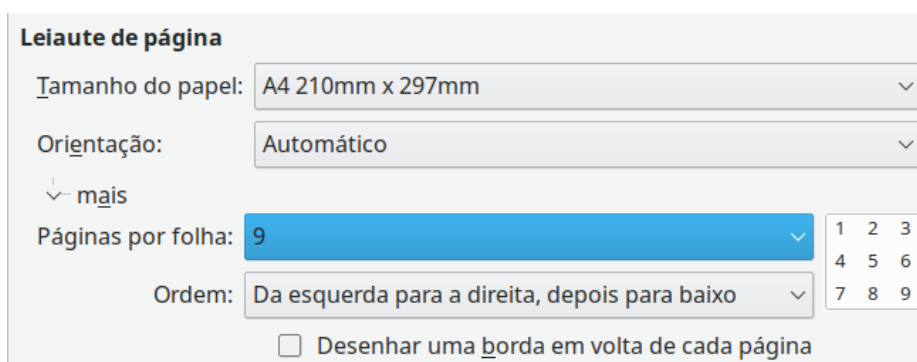 Leiaute de página
Tamanho do papel: A4 210mm x 297mm
Orientação: Automático
mais
Páginas por folha: 9
1 2 3
4 5 6
7 8 9
Ordem: Da esquerda para a direita, depois para baixo
Desenhar uma borda em volta de cada página